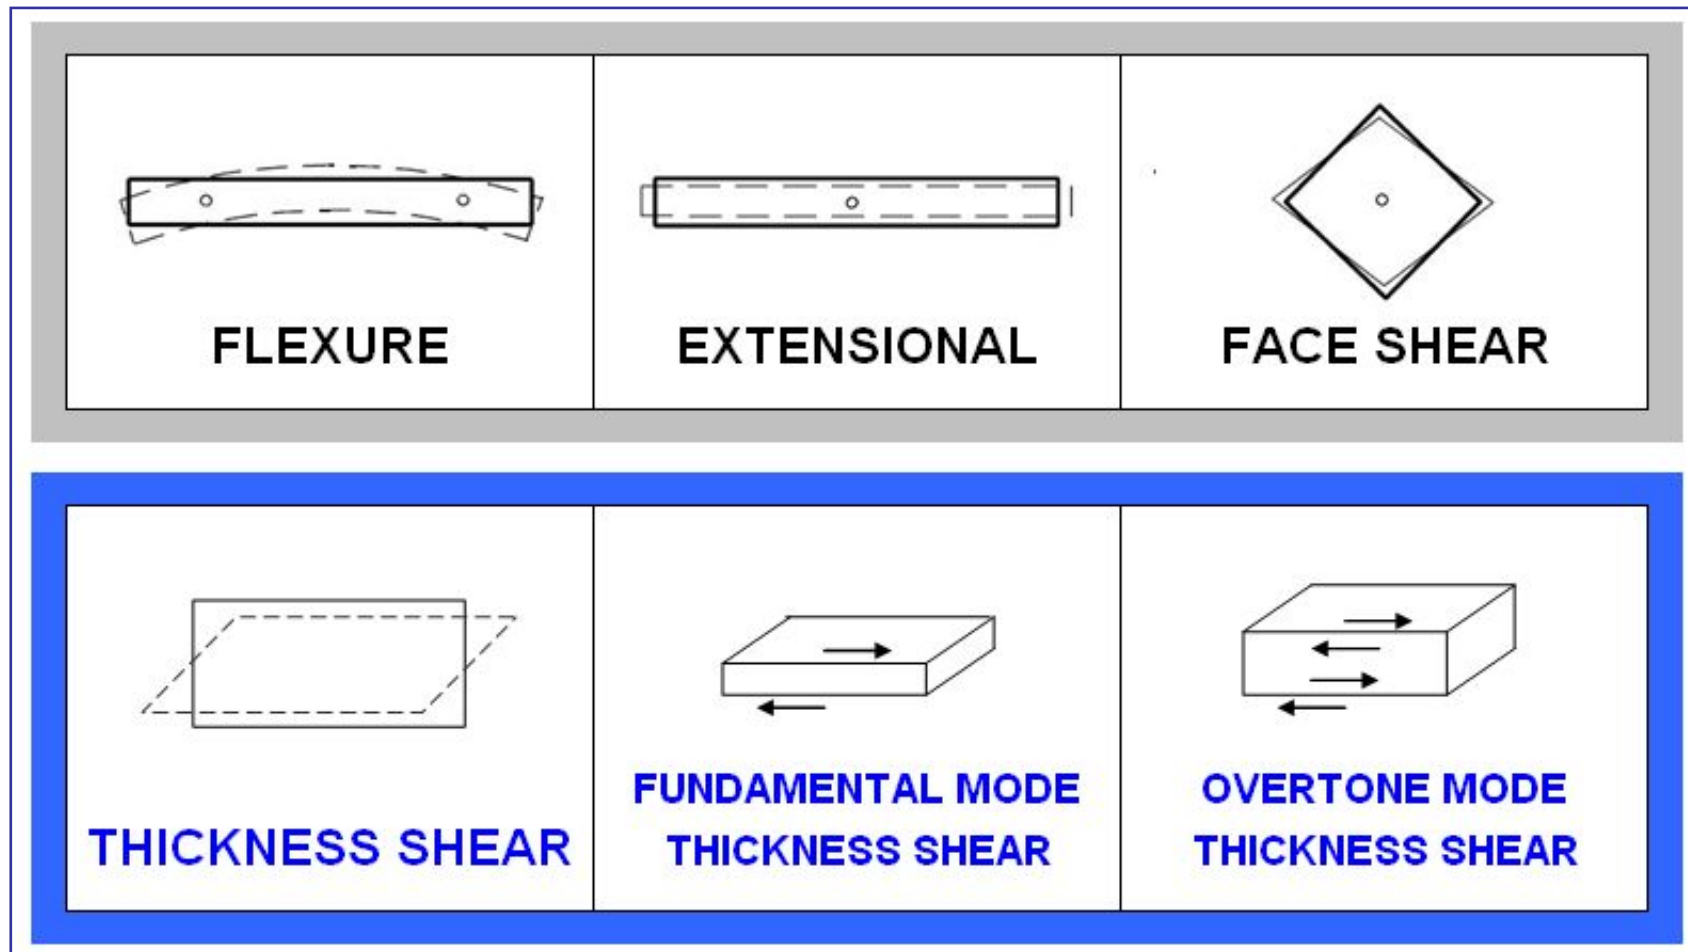 FLEXURE
EXTENSIONAL
FACE SHEAR
THICKNESS SHEAR
FUNDAMENTAL MODE
THICKNESS SHEAR
OVERTONE MODE
THICKNESS SHEAR